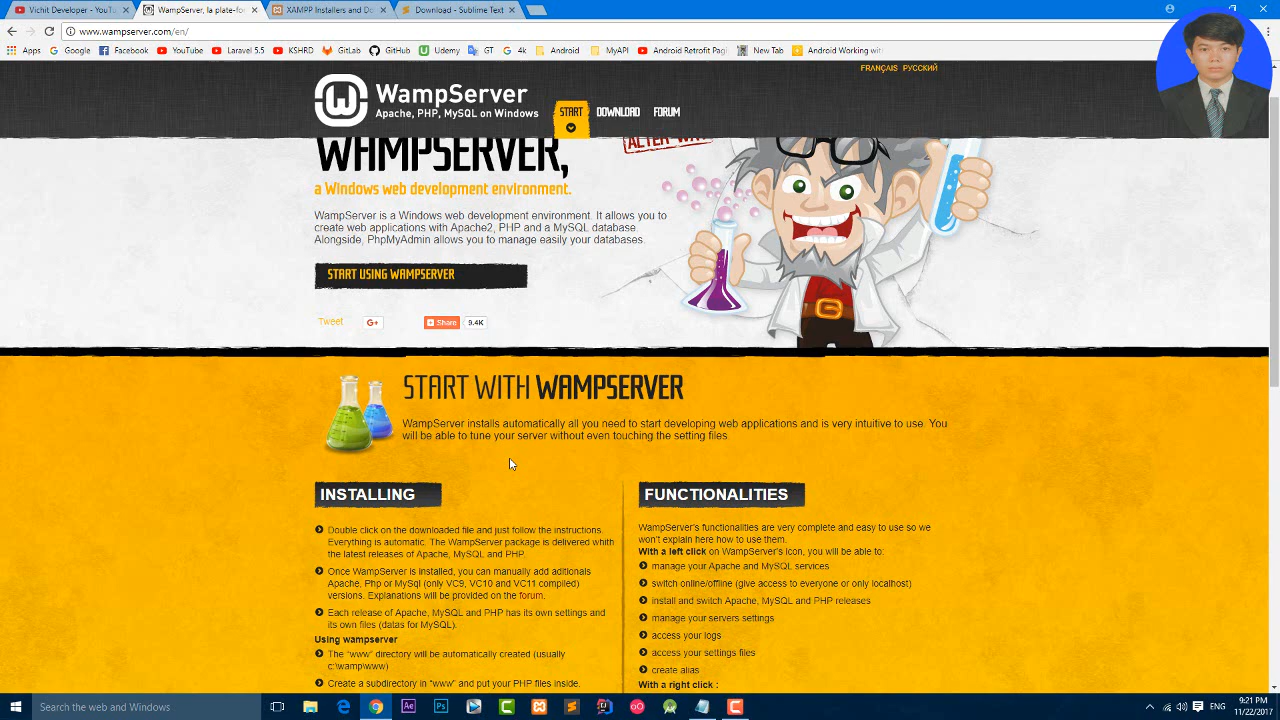 Vichit Developer - YouT
WampServer, la plate-for
XAMPP Installers and Do
Download - Sublime Text
www.wampserver.com/en/
Apps
Google
Facebook
YouTube
Laravel 5.5
KSHRD
GitLab
GitHub
Udemy
GT
4k
Android
MyAPI
Android Retrofit Pagi
New Tab
Android Working wit
FRANÇAIS РУССКИЙ
WampServer
Apache, PHP, MySQL on Windows
START
DOWNLOAD
FORUM
WAMPSERVER,
a Windows web development environment.
WampServer is a Windows web development environment. It allows you to
create web applications with Apache2, PHP and a MySQL database.
Alongside, PhpMyAdmin allows you to manage easily your databases.
START USING WAMPSERVER
Tweet
G+
Share
9.4K
START WITH WAMPSERVER
WampServer installs automatically all you need to start developing web applications and is very intuitive to use. You
will be able to tune your server without even touching the setting files.
INSTALLING
Double click on the downloaded file and just follow the instructions.
Everything is automatic. The WampServer package is delivered whith
the latest releases of Apache, MySQL and PHP.
Once WampServer is installed, you can manually add aditionals
Apache, Php or MySql (only VC9, VC10 and VC11 compiled)
versions. Explanations will be provided on the forum.
Each release of Apache, MySQL and PHP has its own settings and
its own files (datas for MySQL).
Using wampserver
The “www” directory will be automatically created (usually
c:\wamp\www)
Create a subdirectory in “www” and put your PHP files inside.
FUNCTIONALITIES
WampServer's functionalities are very complete and easy to use so we
won't explain here how to use them.
With a left click on WampServer's icon, you will be able to:
manage your Apache and MySQL services
switch online/offline (give access to everyone or only localhost)
install and switch Apache, MySQL and PHP releases
manage your servers settings
access your logs
access your settings files
create alias
With a right click :
Search the web and Windows
Ae
Ps
ENG
9:21 PM
11/22/2017